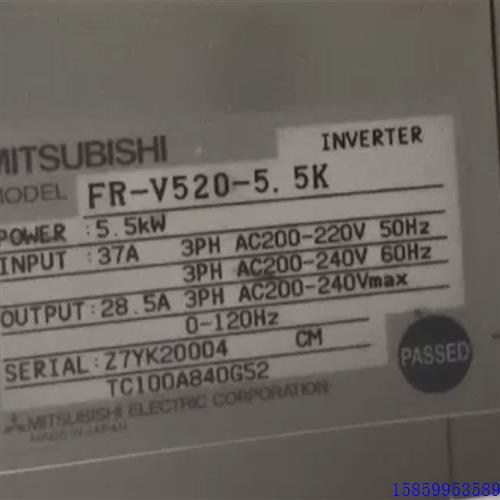 MITSUBISHI
INVERTER
MODEL FR-V520-5.5K
POWER :5.5kW
INPUT :37A 3PH AC200-220V 50Hz
3PH AC200-240V 60Hz
OUTPUT:28.5A 3PH AC200-240Vmax
0-120Hz
SERIAL:Z7YK20004 CM
TC100A840G52
PASSED
MITSUBISHI ELECTRIC CORPORATION
MADE IN JAPAN
15859953589